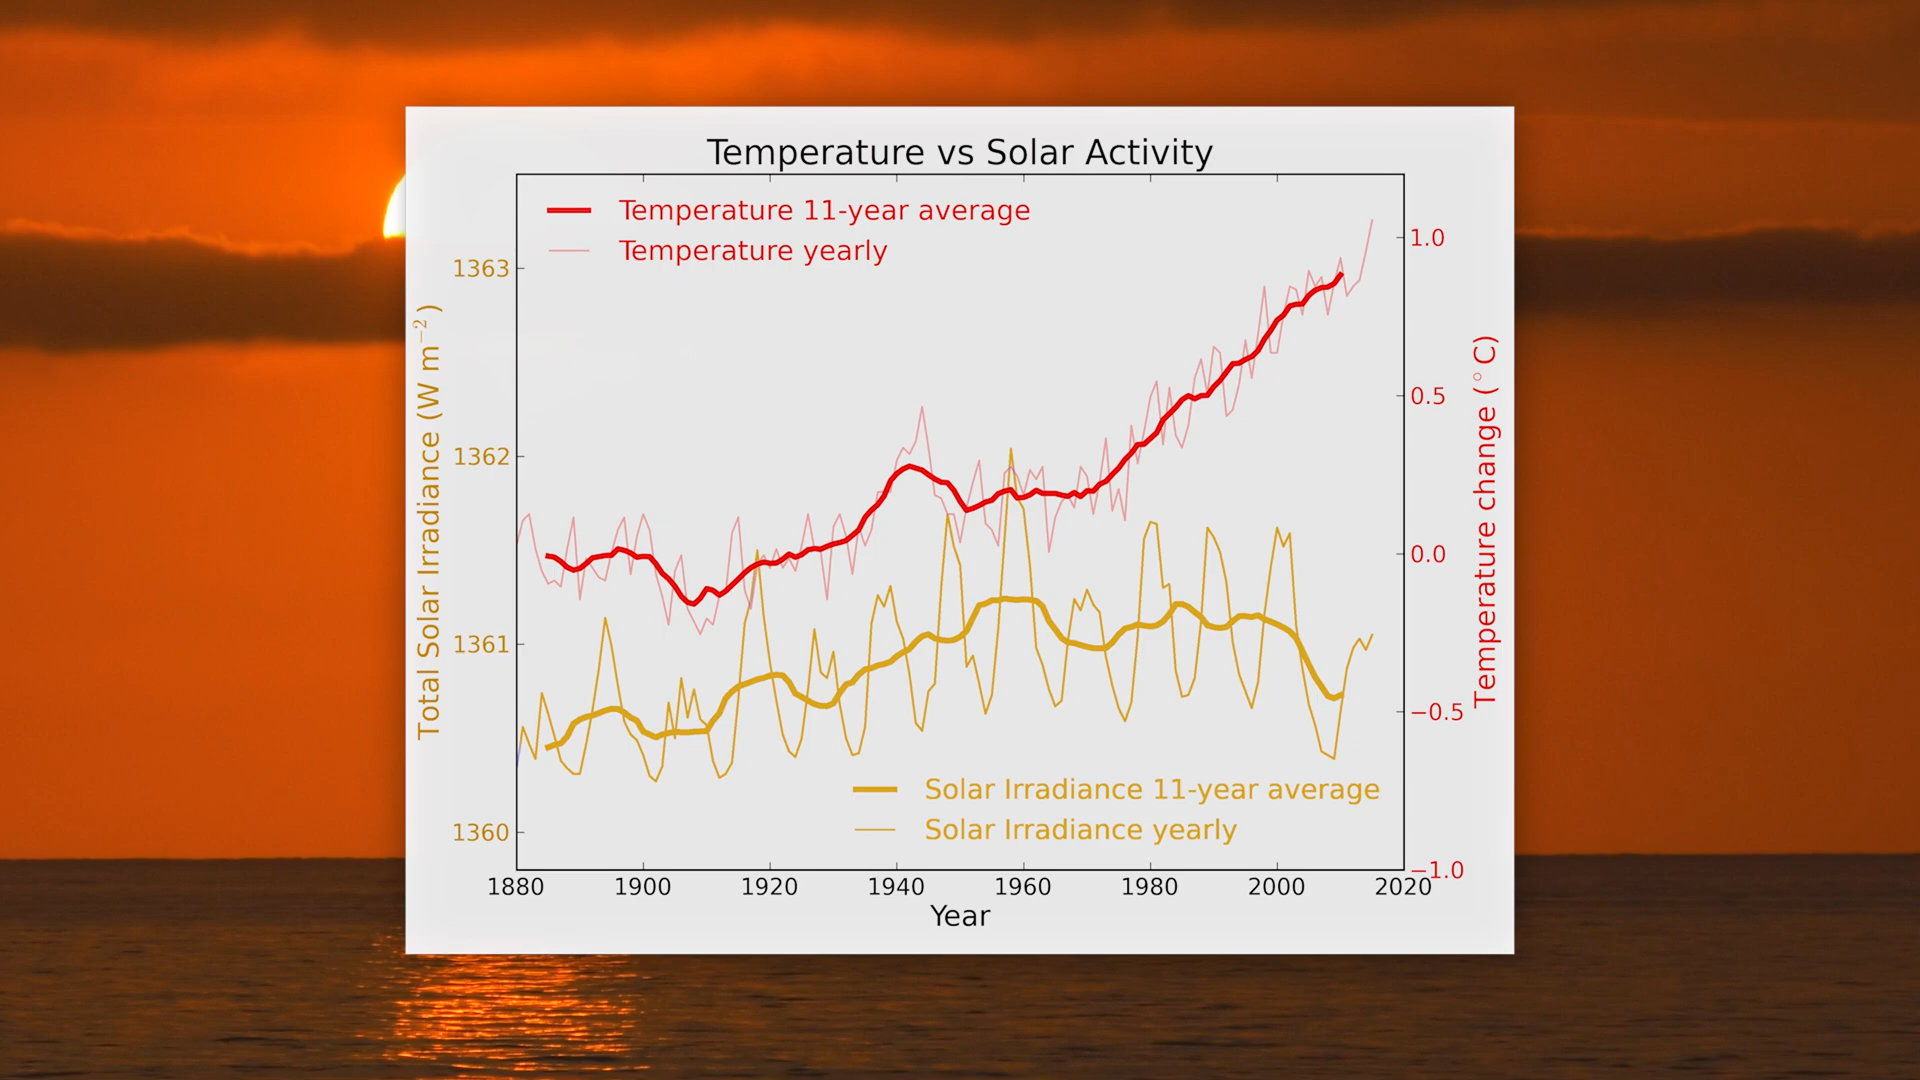 Temperature vs Solar Activity
Temperature 11-year average
Temperature yearly
1363
1362
1361
1360
Total Solar Irradiance (W m⁻²)
1.0
0.5
0.0
−0.5
−1.0
Temperature change (°C)
Solar Irradiance 11-year average
Solar Irradiance yearly
1880 1900 1920 1940 1960 1980 2000 2020
Year